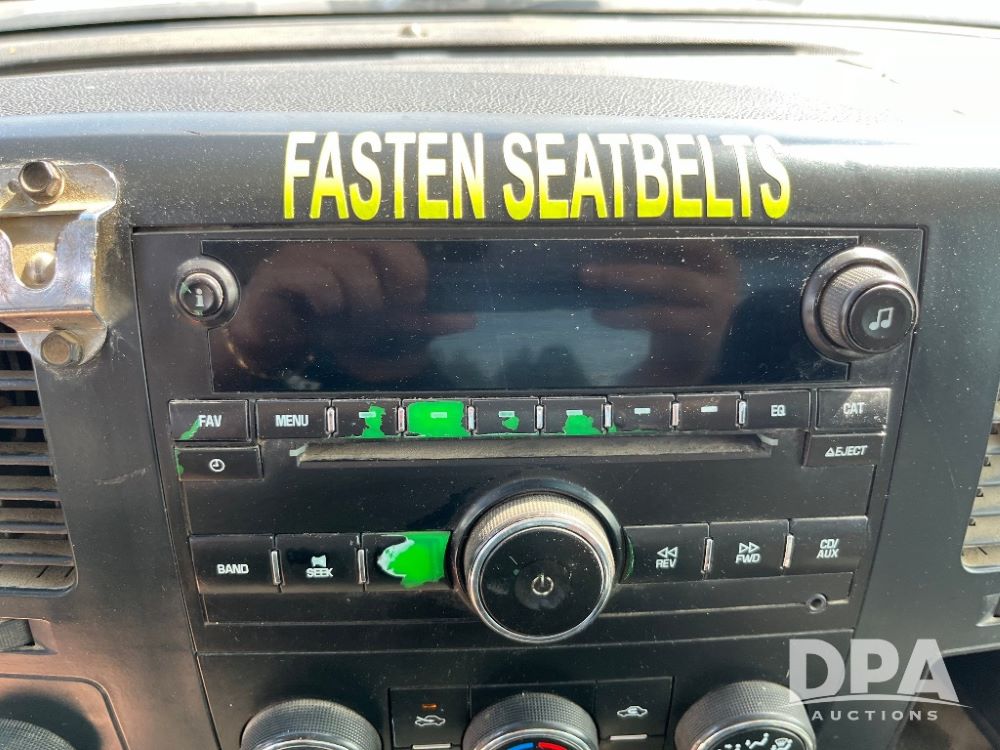 FASTEN SEATBELTS
i
FAV
MENU
EQ
CAT
EJECT
BAND
SEEK
REV
FWD
CD/
AUX
DPA
AUCTIONS